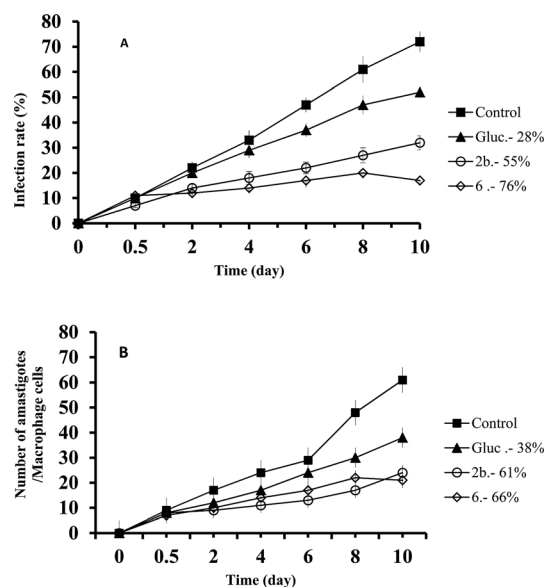 A
80
70
60
50
40
30
20
10
0
Infection rate (%)
0 0.5 2 4 6 8 10
Time (day)
Control
Gluc.- 28%
2b.- 55%
6 .- 76%
B
80
70
60
50
40
30
20
10
0
Number of amastigotes
/Macrophage cells
0 0.5 2 4 6 8 10
Time (day)
Control
Gluc .- 38%
2b.- 61%
6.- 66%